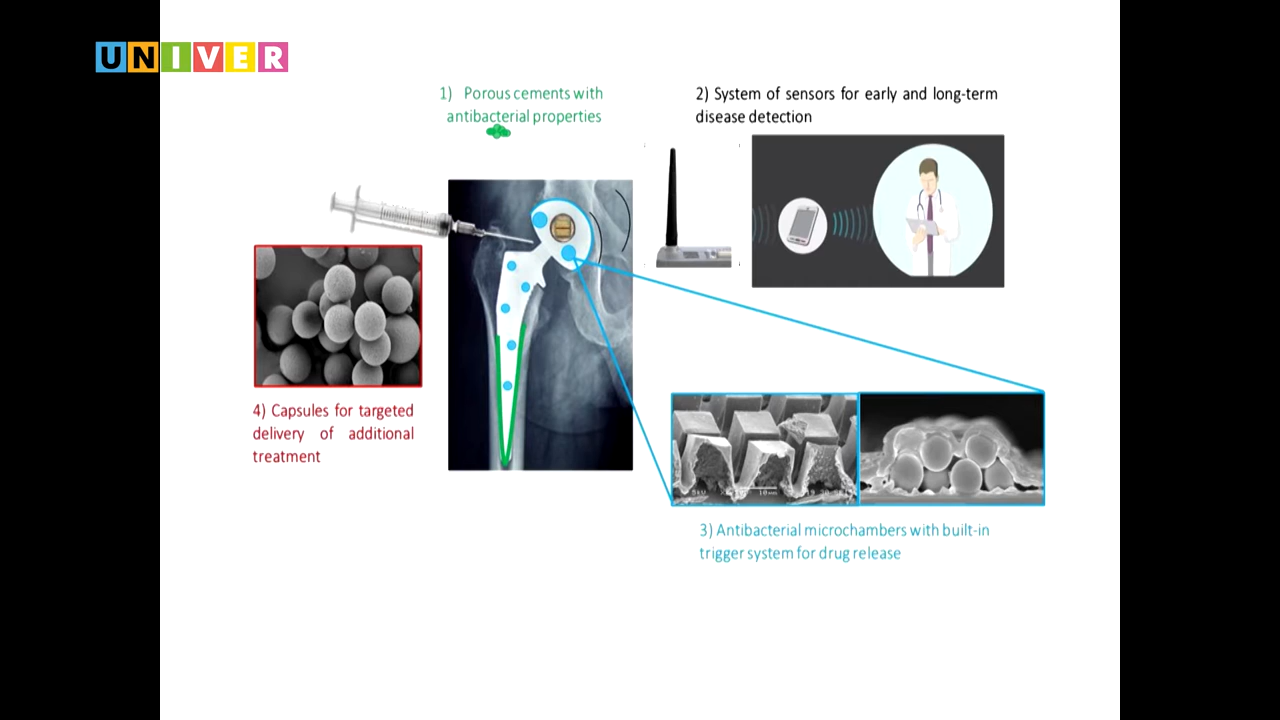 UNIVER
1) Porous cements with
antibacterial properties
2) System of sensors for early and long-term
disease detection
4) Capsules for targeted
delivery of additional
treatment
3) Antibacterial microchambers with built-in
trigger system for drug release